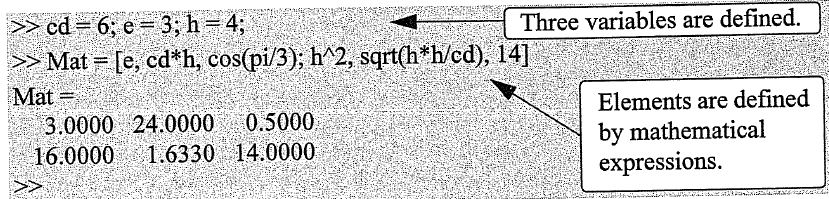 >> cd = 6; e = 3; h = 4;
Three variables are defined.
>> Mat = [e, cd*h, cos(pi/3); h^2, sqrt(h*h/cd), 14]
Mat =
3.0000 24.0000 0.5000
16.0000 1.6330 14.0000
>>
Elements are defined
by mathematical
expressions.